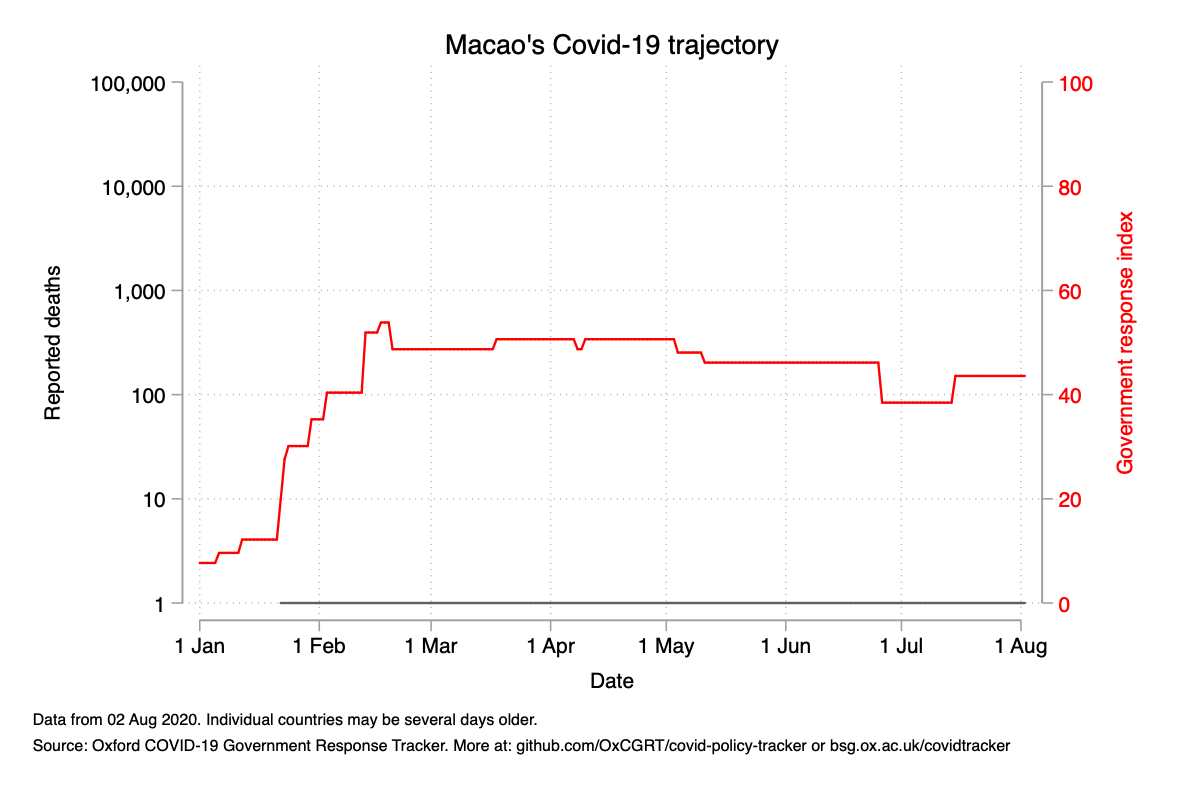 Macao's Covid-19 trajectory
100,000
10,000
1,000
100
10
1
Reported deaths
100
80
60
40
20
0
Government response index
1 Jan
1 Feb
1 Mar
1 Apr
1 May
1 Jun
1 Jul
1 Aug
Date
Data from 02 Aug 2020. Individual countries may be several days older.
Source: Oxford COVID-19 Government Response Tracker. More at: github.com/OxCGRT/covid-policy-tracker or bsg.ox.ac.uk/covidtracker